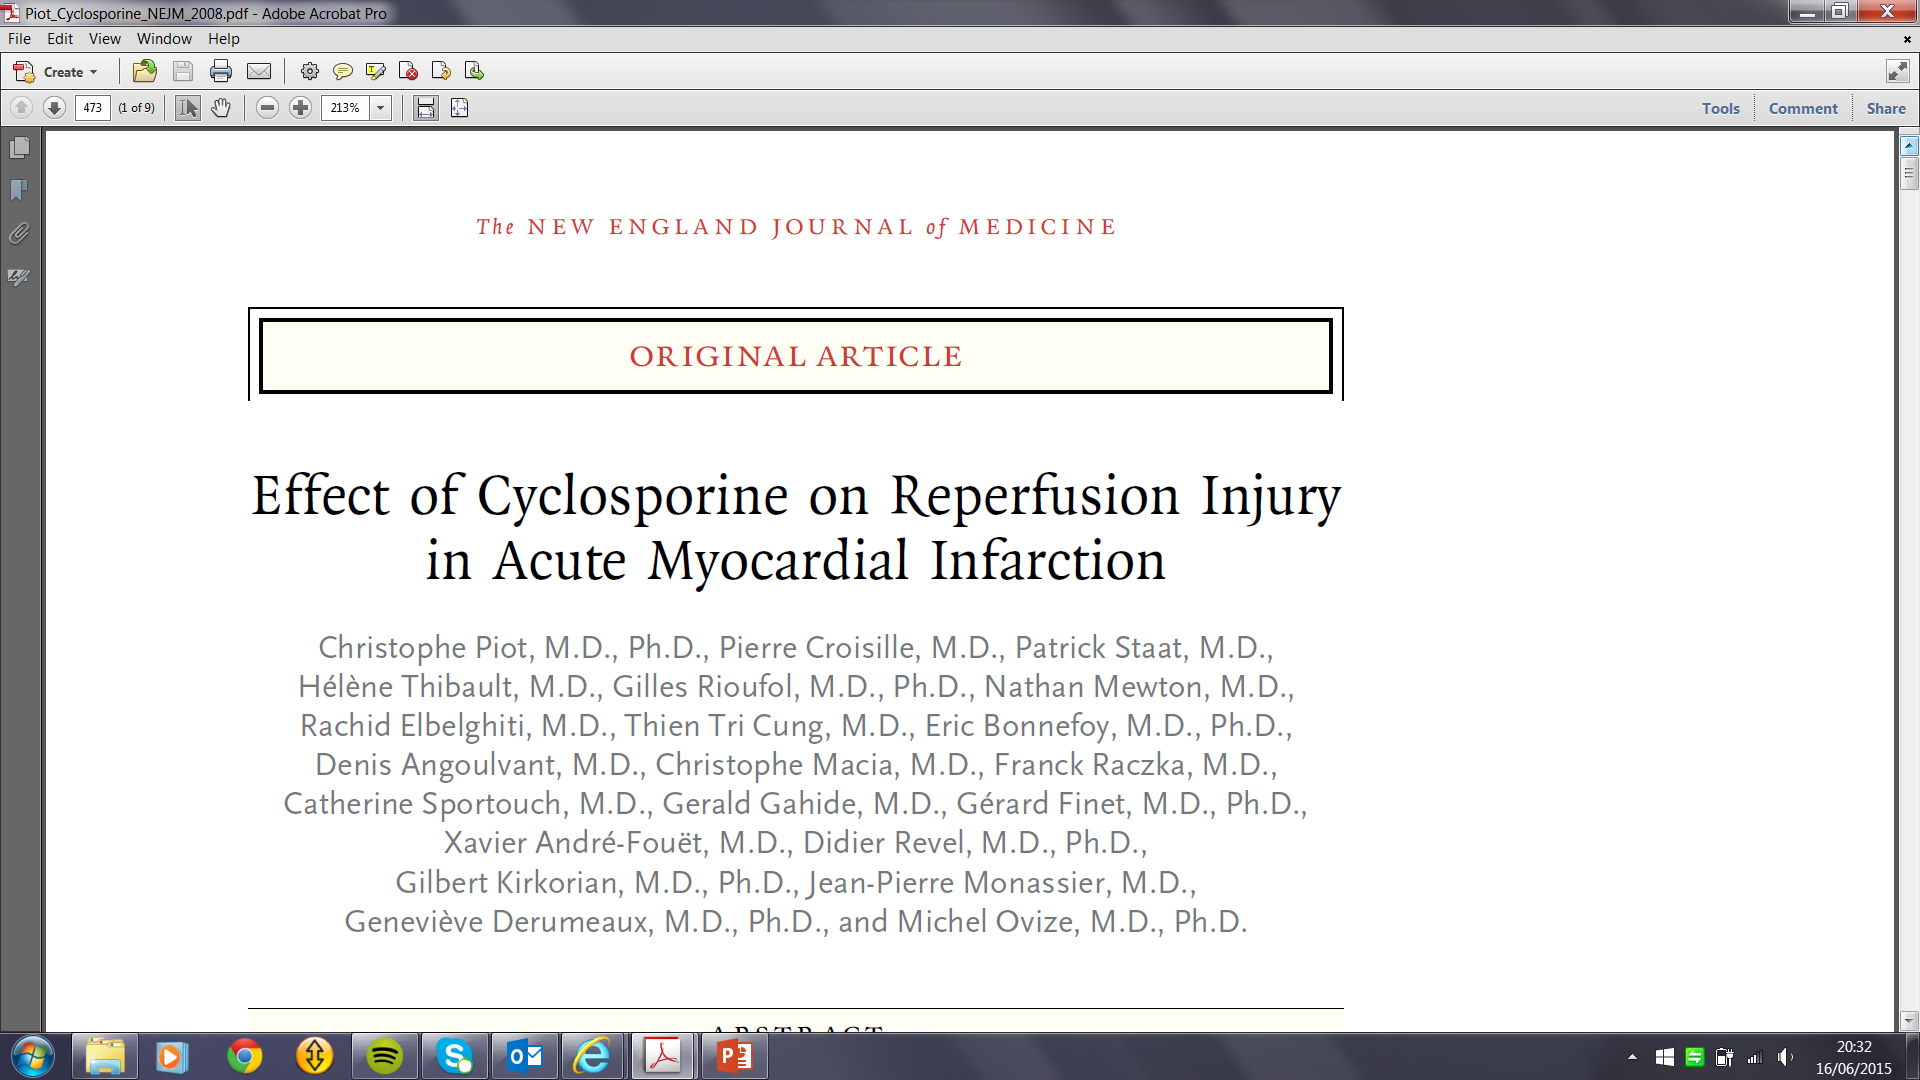 Piot_Cyclosporine_NEJM_2008.pdf - Adobe Acrobat Pro
File Edit View Window Help
Create
473 (1 of 9) 213% Tools Comment Share
The NEW ENGLAND JOURNAL of MEDICINE
ORIGINAL ARTICLE
Effect of Cyclosporine on Reperfusion Injury
in Acute Myocardial Infarction
Christophe Piot, M.D., Ph.D., Pierre Croisille, M.D., Patrick Staat, M.D.,
Hélène Thibault, M.D., Gilles Rioufol, M.D., Ph.D., Nathan Mewton, M.D.,
Rachid Elbelghiti, M.D., Thien Tri Cung, M.D., Eric Bonnefoy, M.D., Ph.D.,
Denis Angoulvant, M.D., Christophe Macia, M.D., Franck Raczka, M.D.,
Catherine Sportouch, M.D., Gerald Gahide, M.D., Gérard Finet, M.D., Ph.D.,
Xavier André-Fouët, M.D., Didier Revel, M.D., Ph.D.,
Gilbert Kirkorian, M.D., Ph.D., Jean-Pierre Monassier, M.D.,
Geneviève Derumeaux, M.D., Ph.D., and Michel Ovize, M.D., Ph.D.
ABSTRACT
20:32
16/06/2015